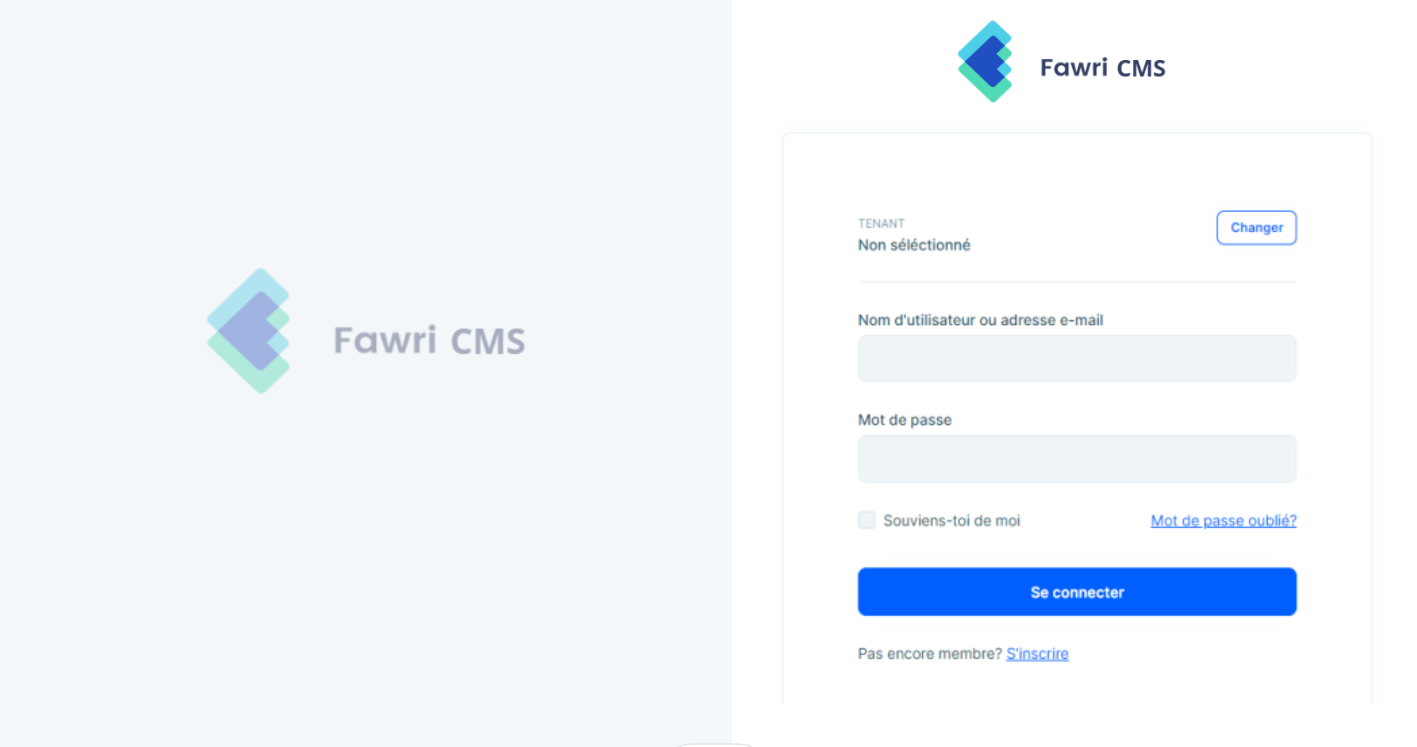 Fawri CMS
Fawri CMS
TENANT
Non séléctionné
Changer
Nom d'utilisateur ou adresse e-mail
Mot de passe
Souviens-toi de moi
Mot de passe oublié?
Se connecter
Pas encore membre? S'inscrire